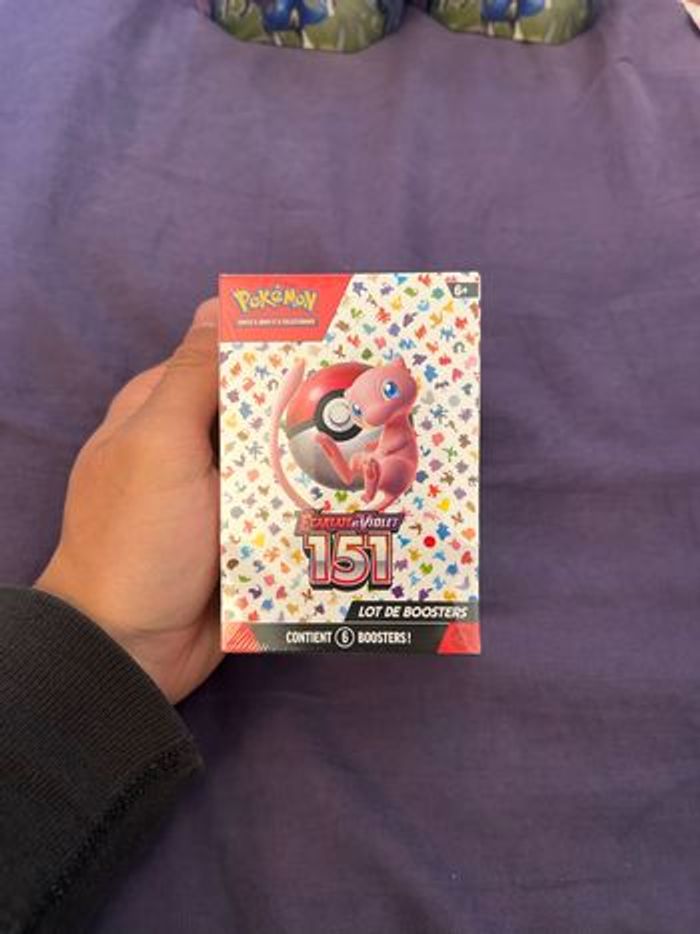 POKÉMON
6+
ÉCARLATE ET VIOLET
151
LOT DE BOOSTERS
CONTIENT 6 BOOSTERS!